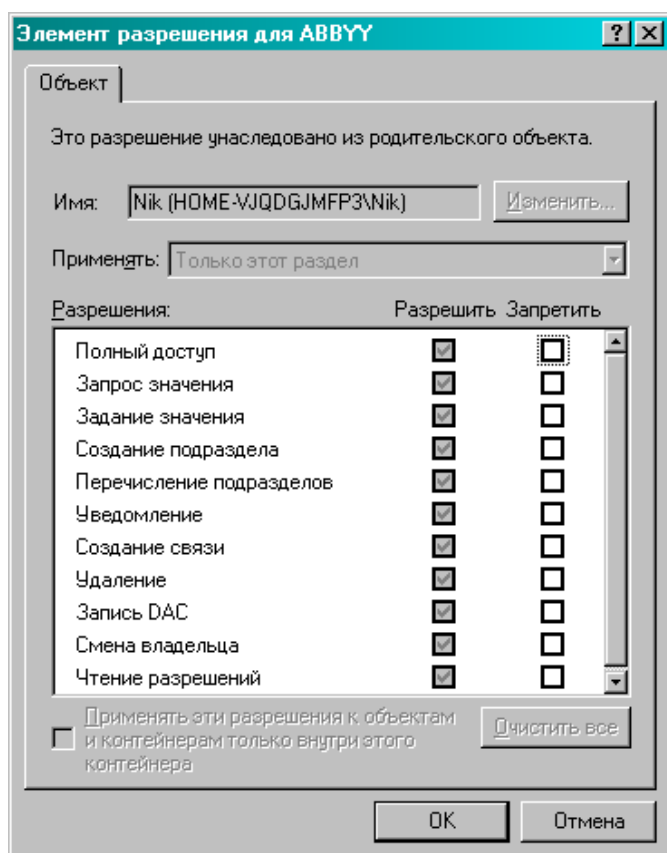 Элемент разрешения для ABBYY
Объект
Это разрешение унаследовано из родительского объекта.
Имя: Nik (HOME-VJQDGJMFP3\Nik) Изменить...
Применять: Только этот раздел
Разрешения: Разрешить Запретить
Полный доступ
Запрос значения
Задание значения
Создание подраздела
Перечисление подразделов
Уведомление
Создание связи
Удаление
Запись DAC
Смена владельца
Чтение разрешений
Применять эти разрешения к объектам
и контейнерам только внутри этого
контейнера
Очистить все
OK Отмена